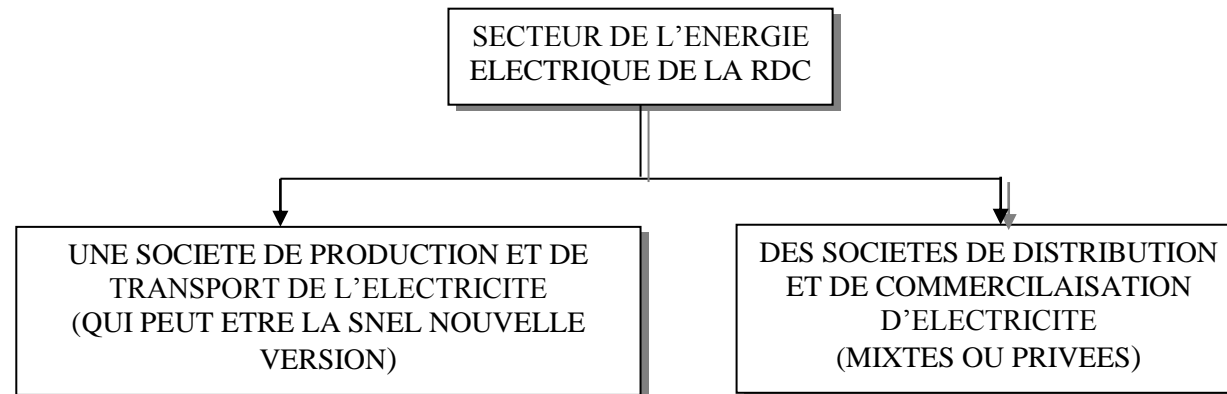 SECTEUR DE L’ENERGIE
ELECTRIQUE DE LA RDC
UNE SOCIETE DE PRODUCTION ET DE
TRANSPORT DE L’ELECTRICITE
(QUI PEUT ETRE LA SNEL NOUVELLE
VERSION)
DES SOCIETES DE DISTRIBUTION
ET DE COMMERCILAISATION
D’ELECTRICITE
(MIXTES OU PRIVEES)